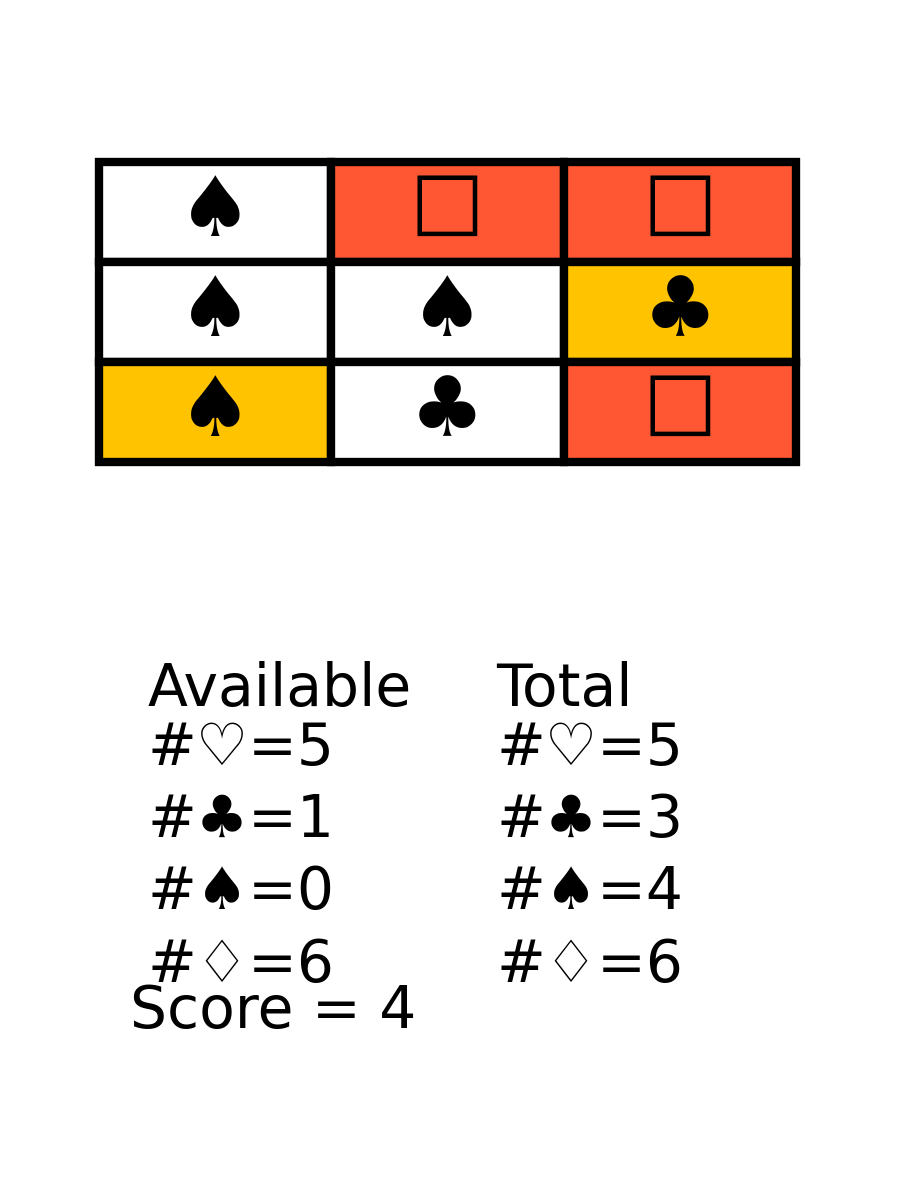 ♠ □ □
♠ ♠ ♣
♠ ♣ □
Available Total
#♡=5 #♡=5
#♣=1 #♣=3
#♠=0 #♠=4
#♢=6 #♢=6
Score = 4